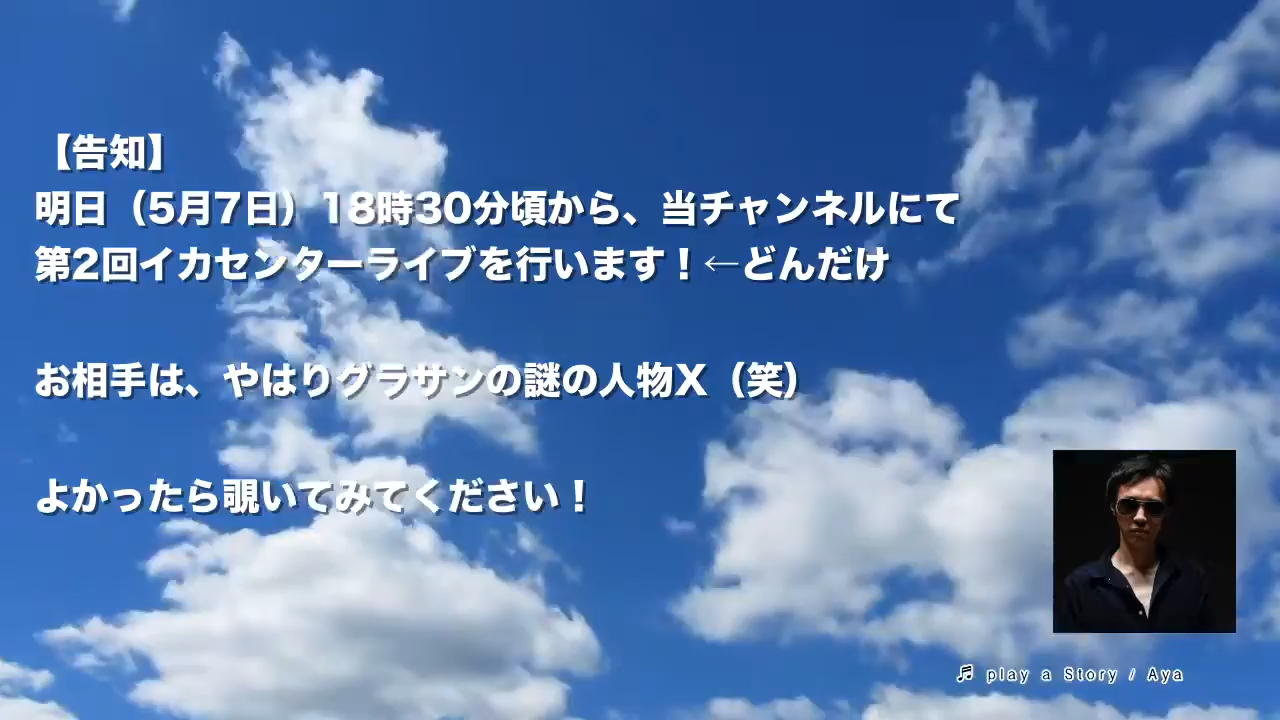 【告知】
明日（5月7日）18時30分頃から、当チャンネルにて
第2回イカセンターライブを行います！←どんだけ
お相手は、やはりグラサンの謎の人物X（笑）
よかったら覗いてみてください！
♬ play a Story / Aya